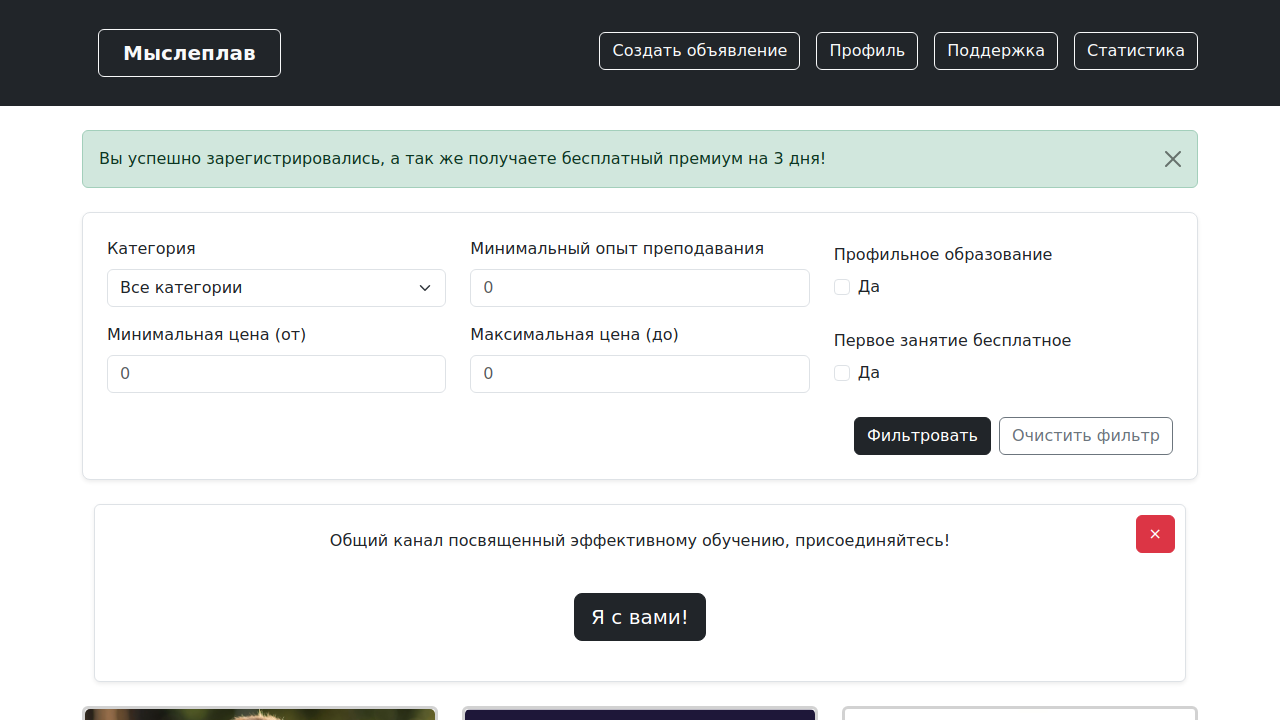 Мыслеплав
Создать объявление
Профиль
Поддержка
Статистика
Вы успешно зарегистрировались, а так же получаете бесплатный премиум на 3 дня!
Категория
Все категории
Минимальный опыт преподавания
0
Профильное образование
Да
Минимальная цена (от)
0
Максимальная цена (до)
0
Первое занятие бесплатное
Да
Фильтровать
Очистить фильтр
Общий канал посвященный эффективному обучению, присоединяйтесь!
×
Я с вами!